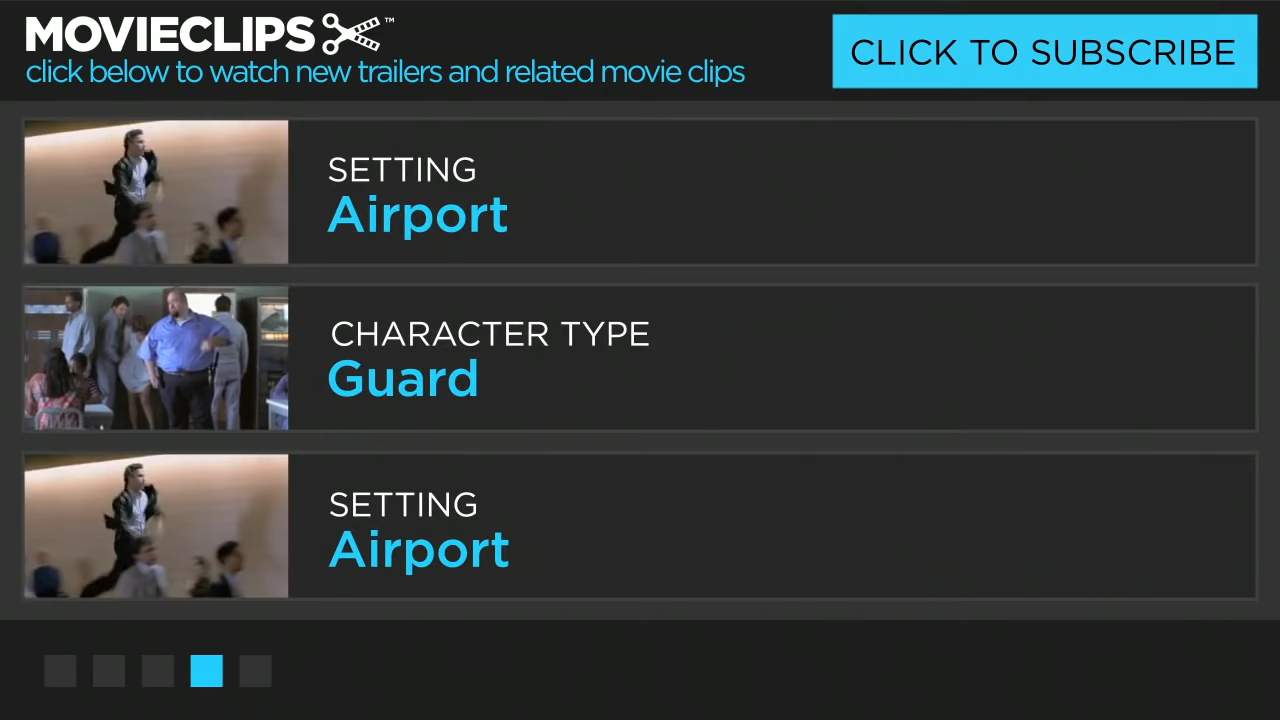 MOVIECLIPS™
click below to watch new trailers and related movie clips
CLICK TO SUBSCRIBE
SETTING
Airport
CHARACTER TYPE
Guard
SETTING
Airport